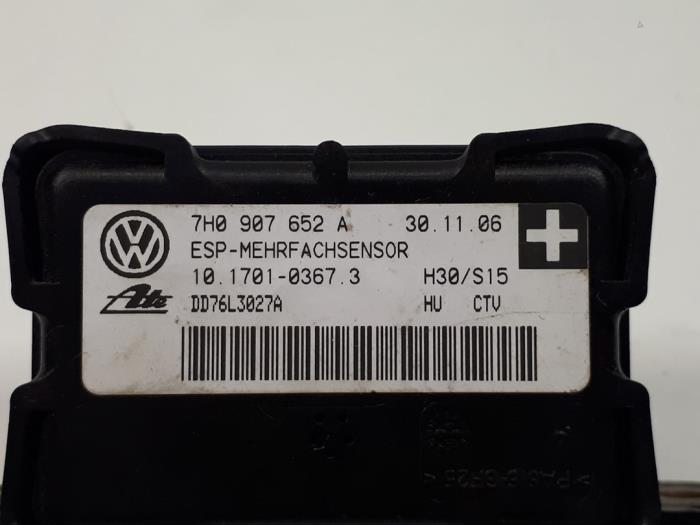 7H0 907 652 A 30.11.06
ESP-MEHRFACHSENSOR
10.1701-0367.3 H30/S15
Ate DD76L3027A HU CTV